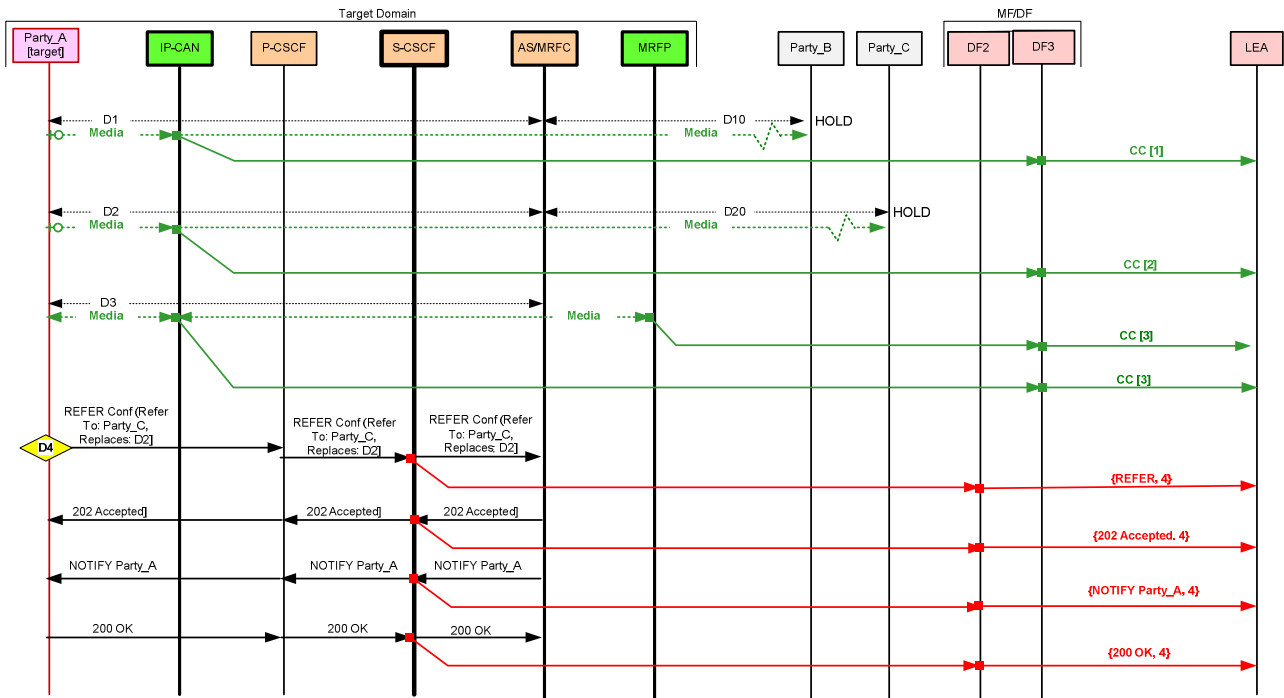 Target Domain
MF/DF
Party_A
[target]
IP-CAN
P-CSCF
S-CSCF
AS/MRFC
MRFP
Party_B
Party_C
DF2
DF3
LEA
D1
D10
HOLD
Media
Media
CC [1]
D2
D20
HOLD
Media
Media
CC [2]
D3
Media
Media
CC [3]
CC [3]
REFER Conf (Refer
To: Party_C,
Replaces: D2]
REFER Conf (Refer
To: Party_C,
Replaces: D2]
REFER Conf (Refer
To: Party_C,
Replaces: D2]
D4
{REFER, 4}
202 Accepted]
202 Accepted]
202 Accepted]
{202 Accepted. 4}
NOTIFY Party_A
NOTIFY Party_A
NOTIFY Party_A
{NOTIFY Party_A, 4}
200 OK
200 OK
200 OK
{200 OK, 4}